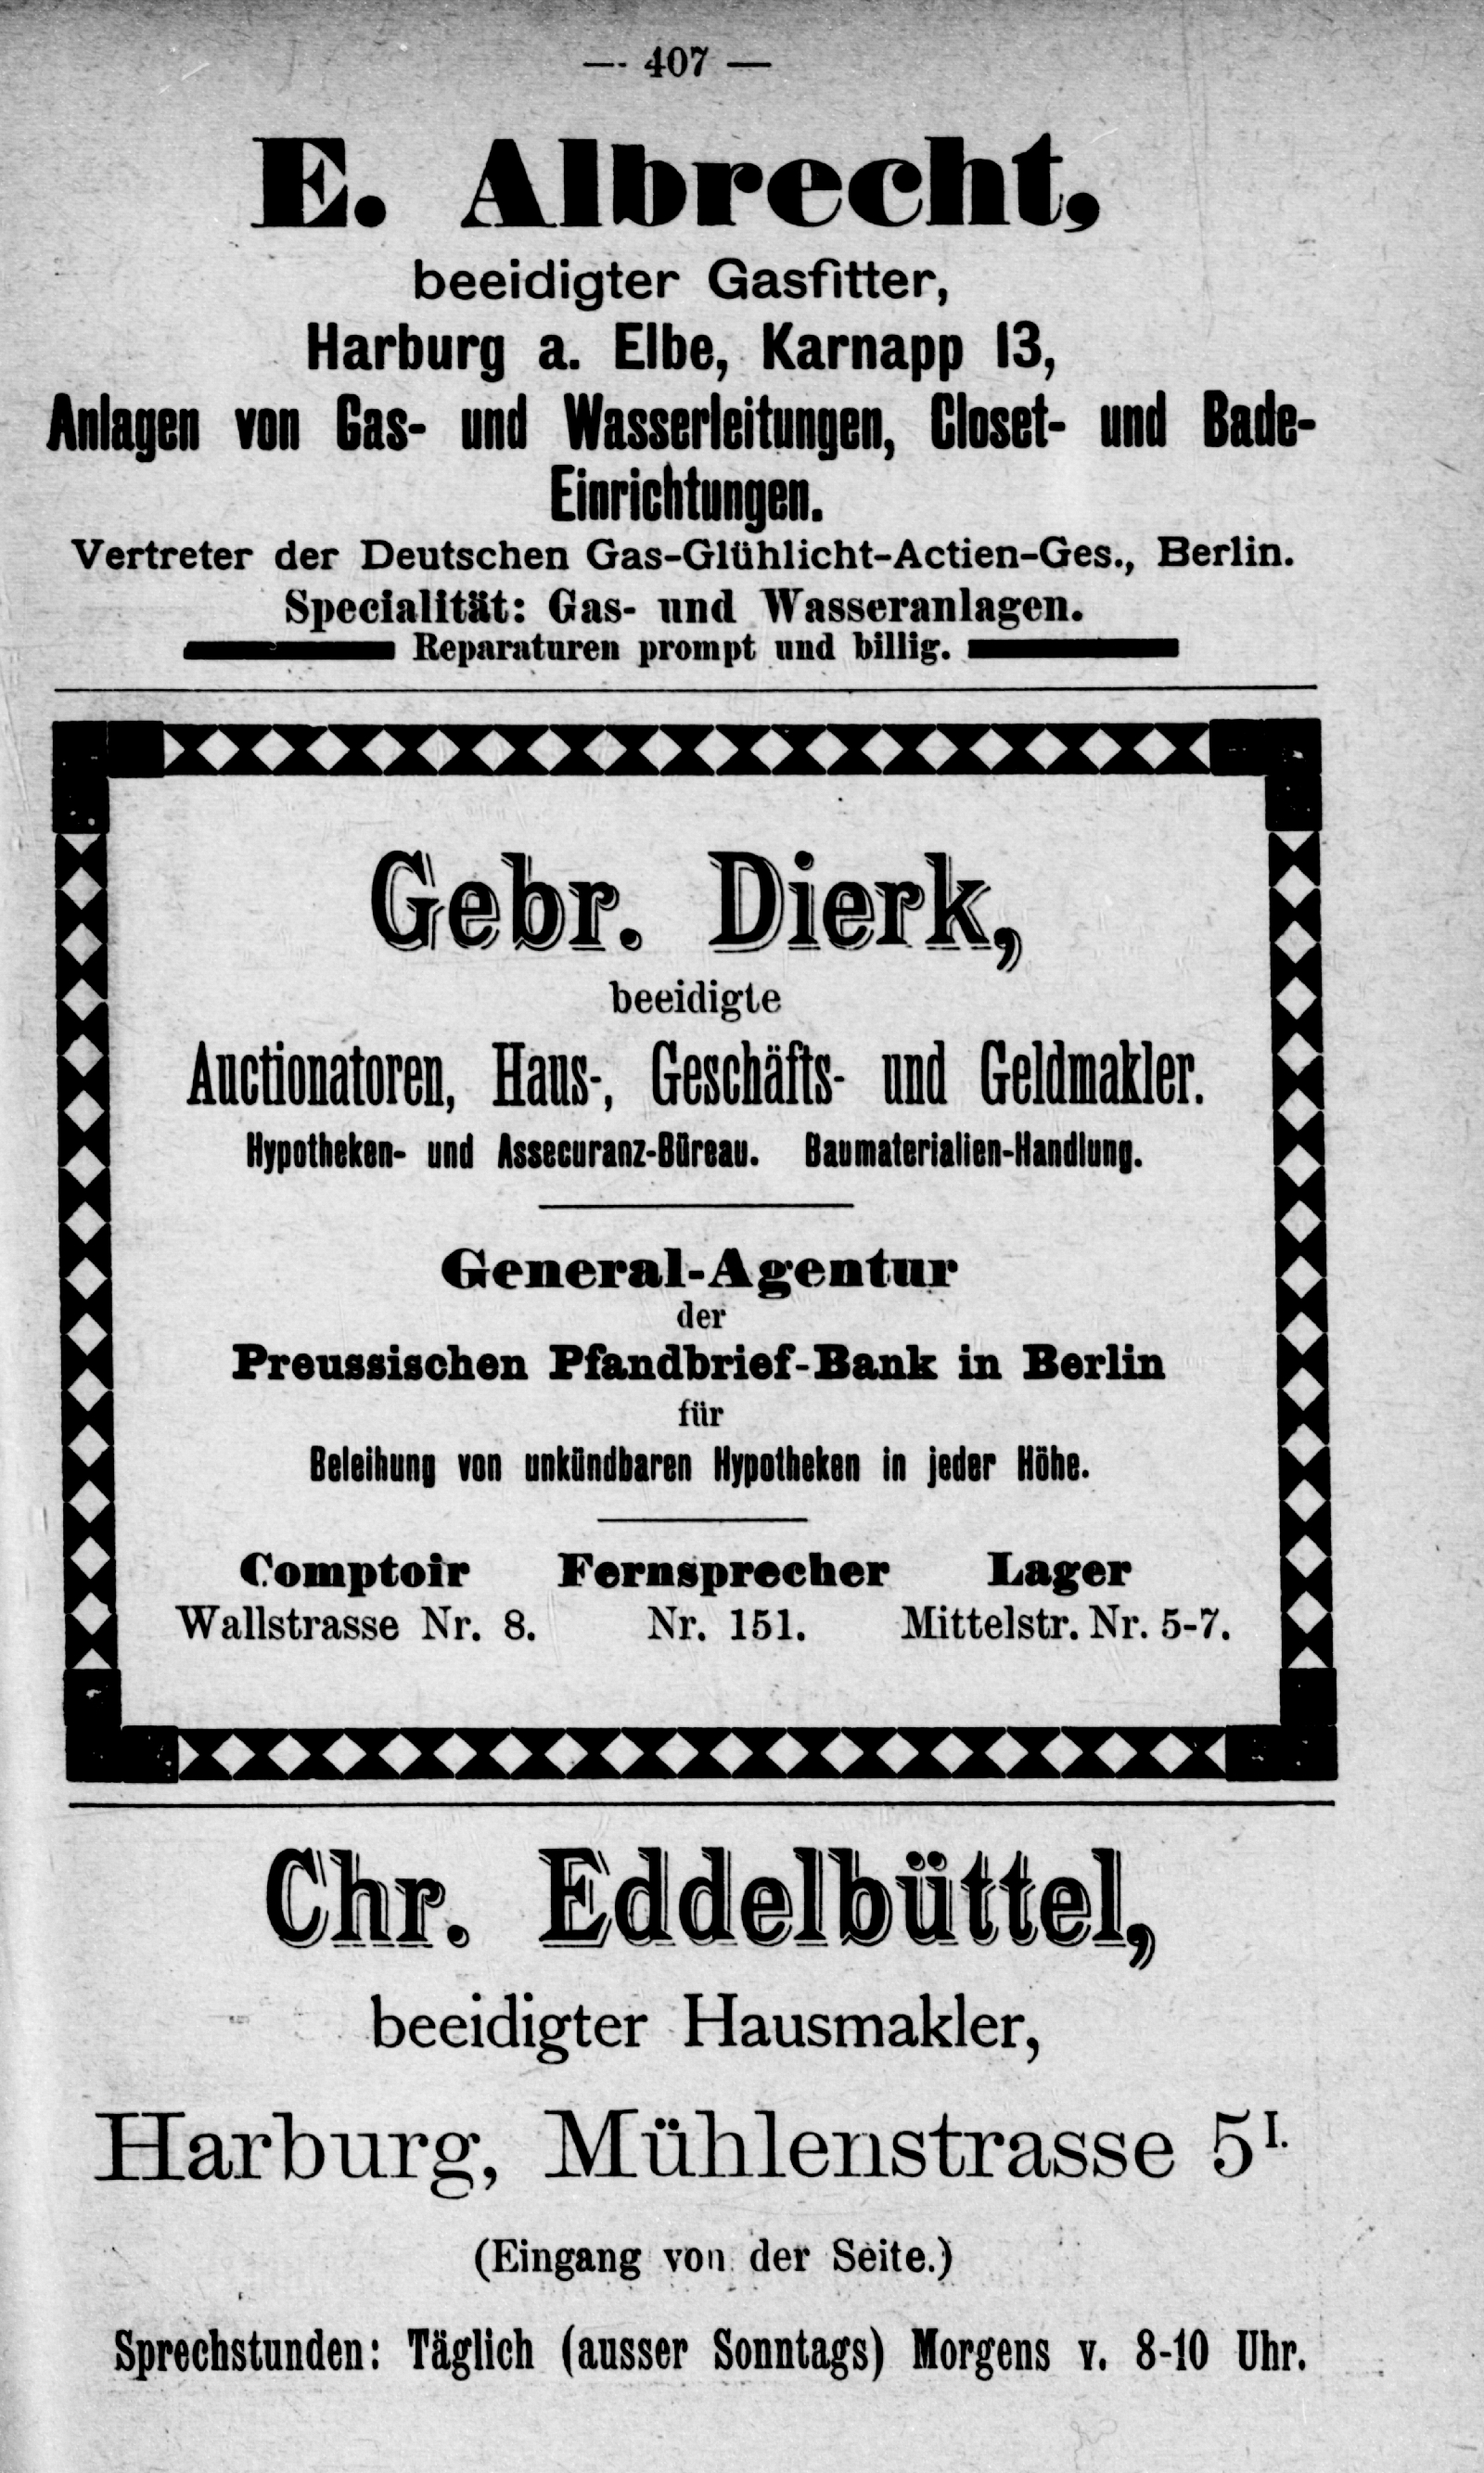 — 407 —
E. Albrecht,
beeidigter Gasfitter,
Harburg a. Elbe, Karnapp 13,
Anlagen von Gas- und Wasserleitungen, Closet- und Bade-
Einrichtungen.
Vertreter der Deutschen Gas-Glühlicht-Actien-Ges., Berlin.
Specialität: Gas- und Wasseranlagen.
Reparaturen prompt und billig.
Gebr. Dierk,
beeidigte
Auctionatoren, Haus-, Geschäfts- und Geldmakler.
Hypotheken- und Assecuranz-Büreau. Baumaterialien-Handlung.
General-Agentur
der
Preussischen Pfandbrief-Bank in Berlin
für
Beleihung von unkündbaren Hypotheken in jeder Höhe.
Comptoir Fernsprecher Lager
Wallstrasse Nr. 8. Nr. 151. Mittelstr. Nr. 5-7.
Chr. Eddelbüttel,
beeidigter Hausmakler,
Harburg, Mühlenstrasse 5 I.
(Eingang von der Seite.)
Sprechstunden: Täglich (ausser Sonntags) Morgens v. 8-10 Uhr.